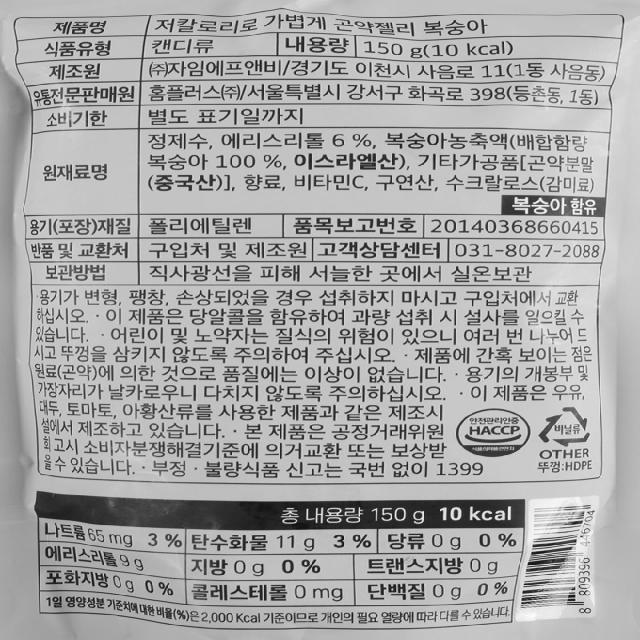 제품명 저칼로리로 가볍게 곤약젤리 복숭아
식품유형 캔디류 내용량 150 g(10 kcal)
제조원 ㈜자임에프앤비/경기도 이천시 사음로 11(1동 사음동)
유통전문판매원 홈플러스㈜/서울특별시 강서구 화곡로 398(등촌동, 1동)
소비기한 별도 표기일까지
원재료명 정제수, 에리스리톨 6 %, 복숭아농축액(배합함량
복숭아 100 %, 이스라엘산), 기타가공품[곤약분말
(중국산)], 향료, 비타민C, 구연산, 수크랄로스(감미료)
복숭아 함유
용기(포장)재질 폴리에틸렌 품목보고번호 20140368660415
반품 및 교환처 구입처 및 제조원 고객상담센터 031-8027-2088
보관방법 직사광선을 피해 서늘한 곳에서 실온보관
·용기가 변형, 팽창, 손상되었을 경우 섭취하지 마시고 구입처에서 교환
하십시오. ·이 제품은 당알콜을 함유하여 과량 섭취 시 설사를 일으킬 수
있습니다. ·어린이 및 노약자는 질식의 위험이 있으니 여러 번 나누어 드
시고 뚜껑을 삼키지 않도록 주의하여 주십시오. ·제품에 간혹 보이는 점은
원료(곤약)에 의한 것으로 품질에는 이상이 없습니다. ·용기의 개봉부 및
가장자리가 날카로우니 다치지 않도록 주의하십시오. ·이 제품은 우유,
대두, 토마토, 아황산류를 사용한 제품과 같은 제조시
설에서 제조하고 있습니다. ·본 제품은 공정거래위원
회 고시 소비자분쟁해결기준에 의거교환 또는 보상받
을 수 있습니다. ·부정·불량식품 신고는 국번 없이 1399
안전관리인증
HACCP
식품의약품안전처
비닐류
OTHER
뚜껑:HDPE
총 내용량 150 g 10 kcal
나트륨 65 mg 3 % 탄수화물 11 g 3 % 당류 0 g 0 %
에리스리톨 9 g 지방 0 g 0 % 트랜스지방 0 g
포화지방 0 g 0 % 콜레스테롤 0 mg 단백질 0 g 0 %
1일 영양성분 기준치에 대한 비율(%)은 2,000 Kcal 기준이므로 개인의 필요 열량에 따라 다를 수 있습니다.